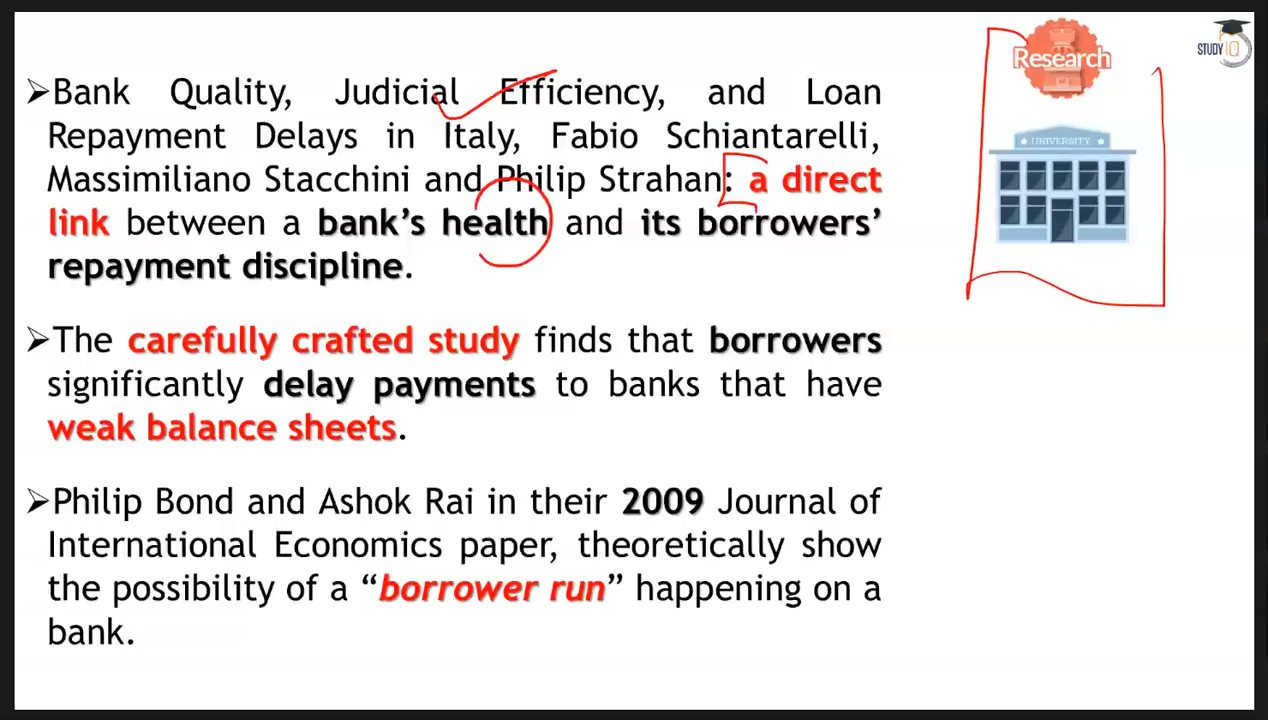 ➢Bank Quality, Judicial Efficiency, and Loan
Repayment Delays in Italy, Fabio Schiantarelli,
Massimiliano Stacchini and Philip Strahan: a direct
link between a bank’s health and its borrowers’
repayment discipline.
➢The carefully crafted study finds that borrowers
significantly delay payments to banks that have
weak balance sheets.
➢Philip Bond and Ashok Rai in their 2009 Journal of
International Economics paper, theoretically show
the possibility of a “borrower run” happening on a
bank.
Research
UNIVERSITY
STUDY IQ